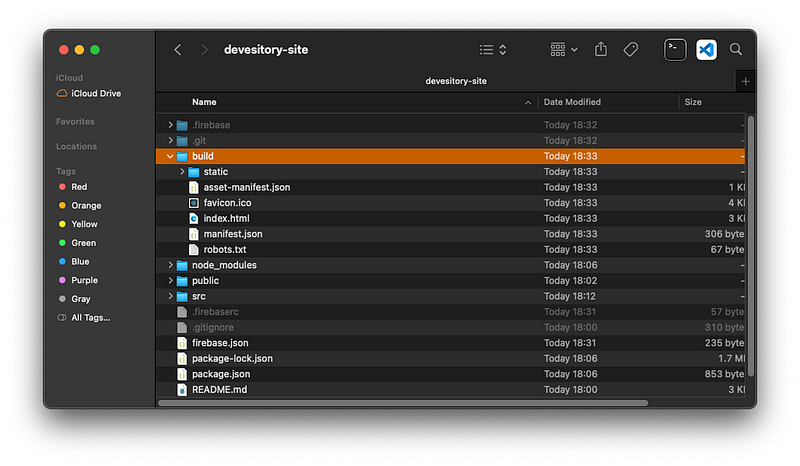 devesitory-site
devesitory-site
iCloud
iCloud Drive
Favorites
Locations
Tags
Red
Orange
Yellow
Green
Blue
Purple
Gray
All Tags...
Name Date Modified Size
.firebase Today 18:32 --
.git Today 18:32 --
build Today 18:33 --
static Today 18:33 --
asset-manifest.json Today 18:33 1 K
favicon.ico Today 18:33 4 K
index.html Today 18:33 3 K
manifest.json Today 18:33 306 byte
robots.txt Today 18:33 67 byte
node_modules Today 18:06 --
public Today 18:02 --
src Today 18:12 --
.firebaserc Today 18:31 57 byte
.gitignore Today 18:00 310 byte
firebase.json Today 18:31 235 byte
package-lock.json Today 18:06 1.7 M
package.json Today 18:06 853 byte
README.md Today 18:00 3 K